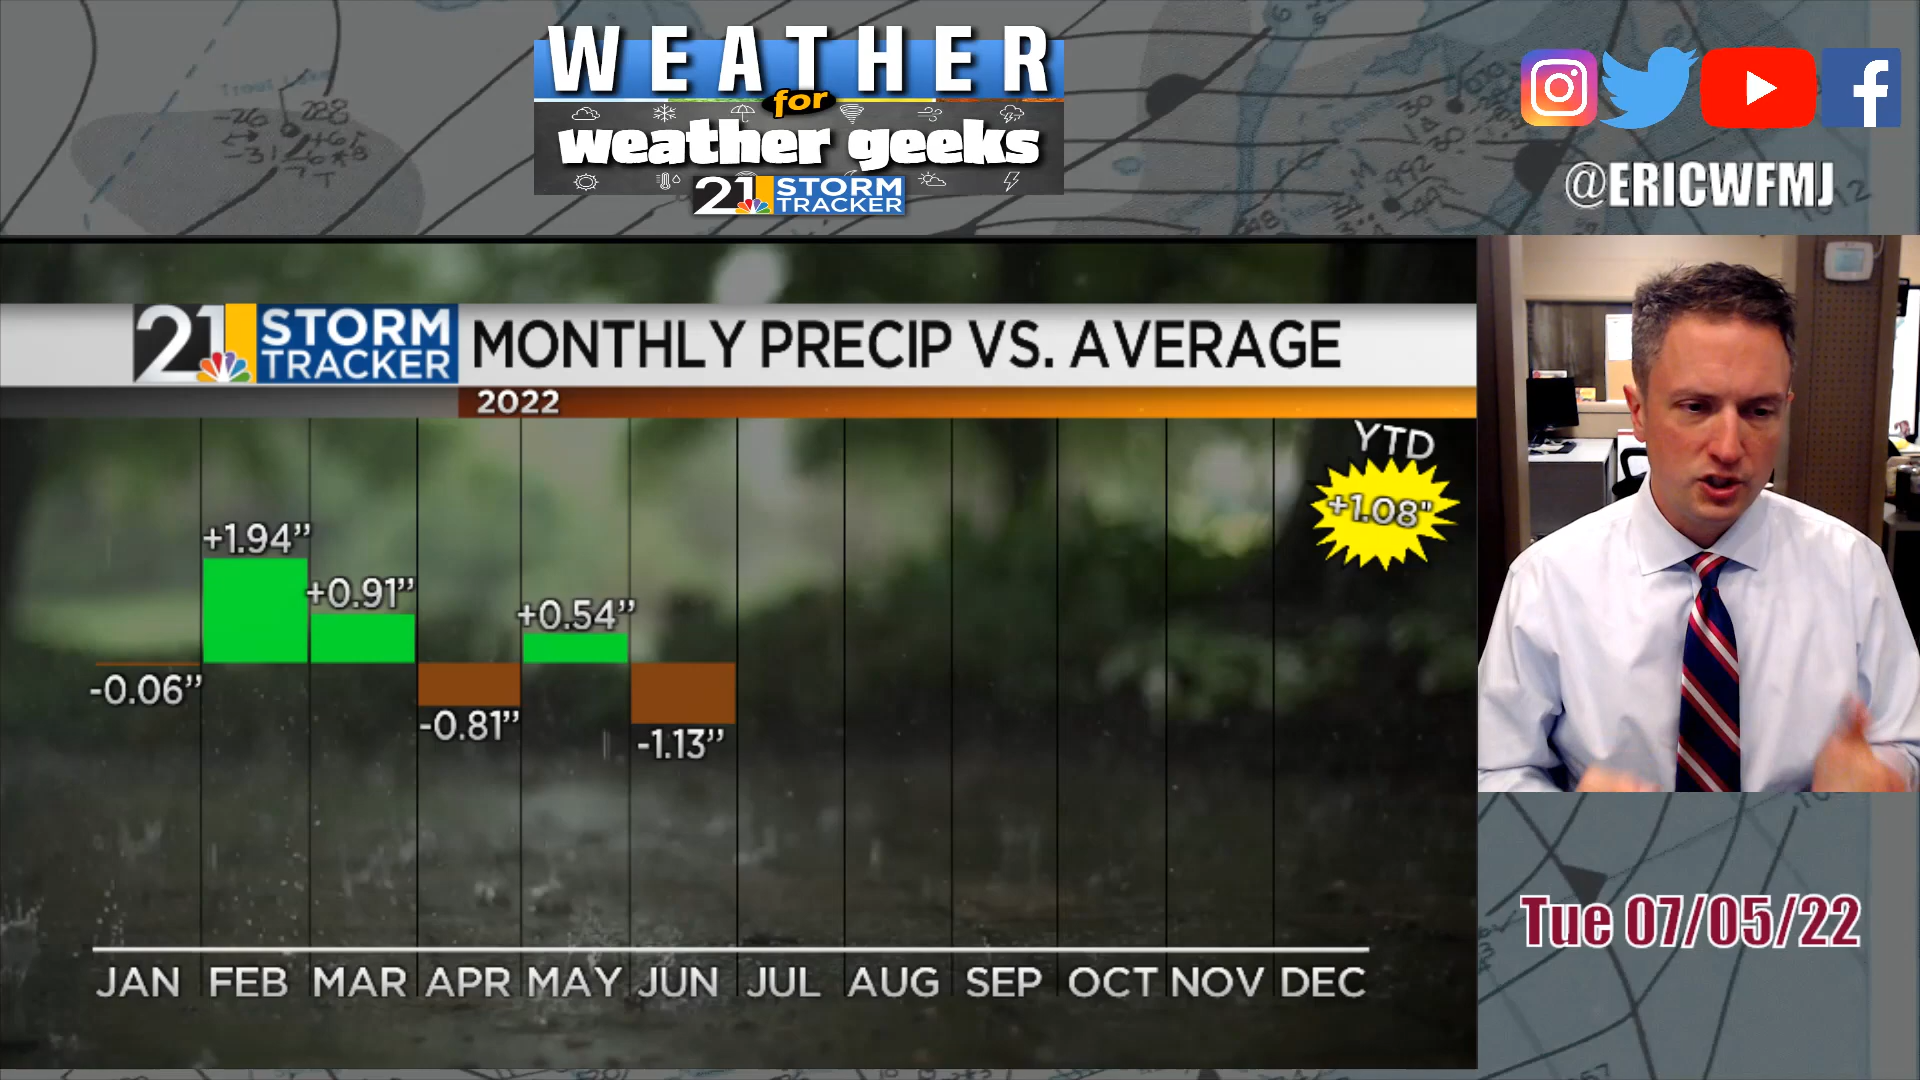 WEATHER
for
weather geeks
21 STORM
TRACKER
@ERICWFMJ
21 STORM
TRACKER
MONTHLY PRECIP VS. AVERAGE
2022
YTD
+1.08"
+1.94”
+0.91”
+0.54”
-0.06”
-0.81”
-1.13”
JAN FEB MAR APR MAY JUN JUL AUG SEP OCT NOV DEC
Tue 07/05/22